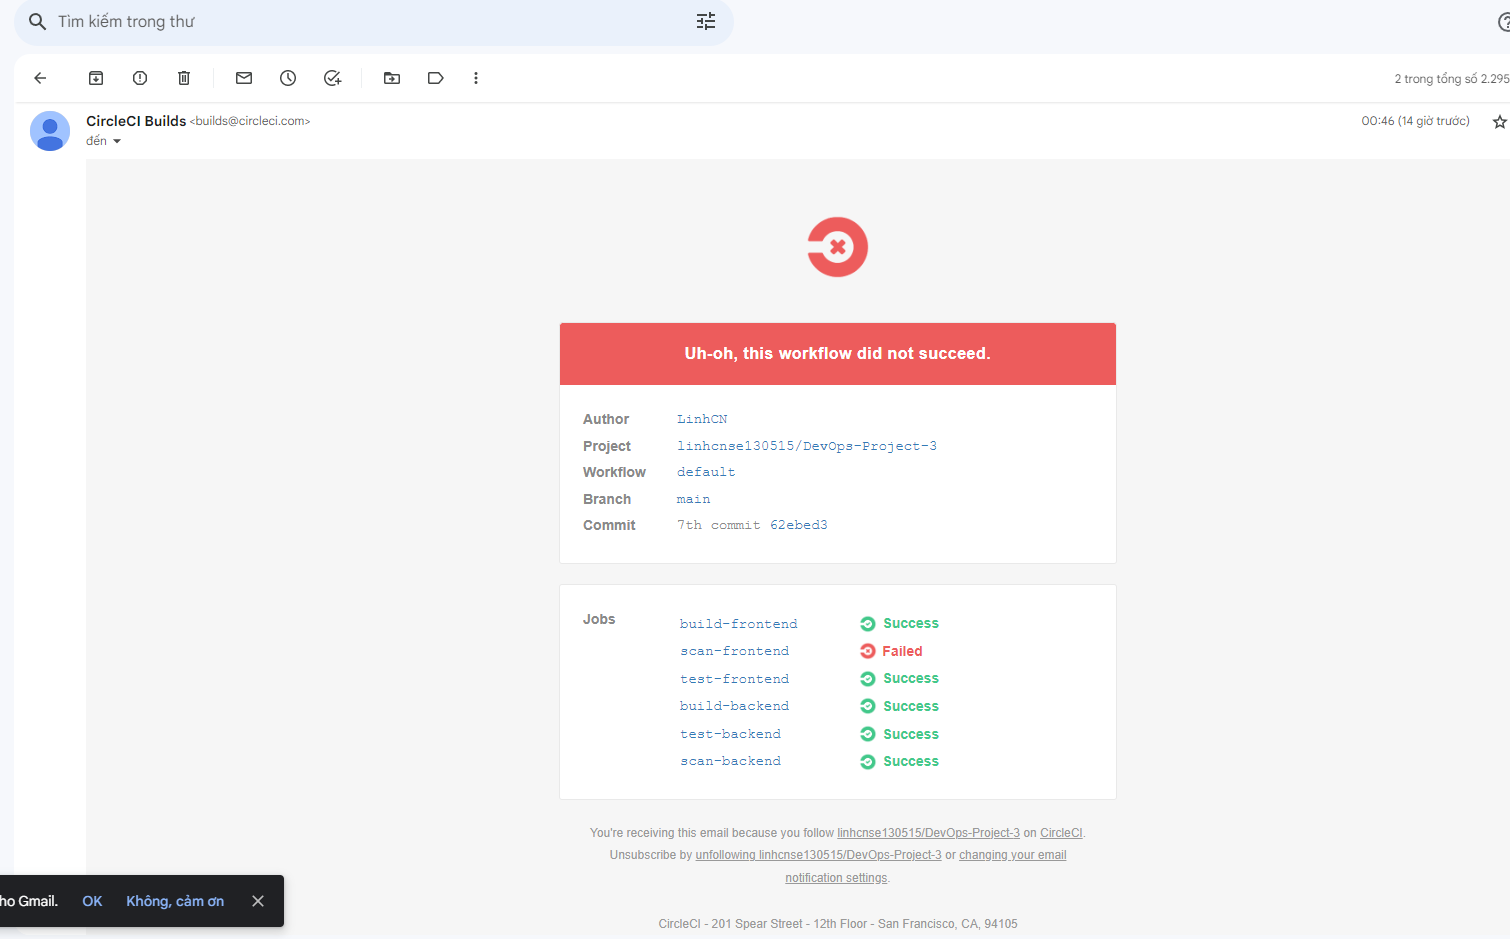 Tìm kiếm trong thư
2 trong tổng số 2.295
CircleCI Builds <builds@circleci.com>
00:46 (14 giờ trước)
đến
Uh-oh, this workflow did not succeed.
Author LinhCN
Project linhcnse130515/DevOps-Project-3
Workflow default
Branch main
Commit 7th commit 62ebed3
Jobs
build-frontend Success
scan-frontend Failed
test-frontend Success
build-backend Success
test-backend Success
scan-backend Success
You're receiving this email because you follow linhcnse130515/DevOps-Project-3 on CircleCI.
Unsubscribe by unfollowing linhcnse130515/DevOps-Project-3 or changing your email
notification settings.
ho Gmail. OK Không, cảm ơn
CircleCI - 201 Spear Street - 12th Floor - San Francisco, CA, 94105